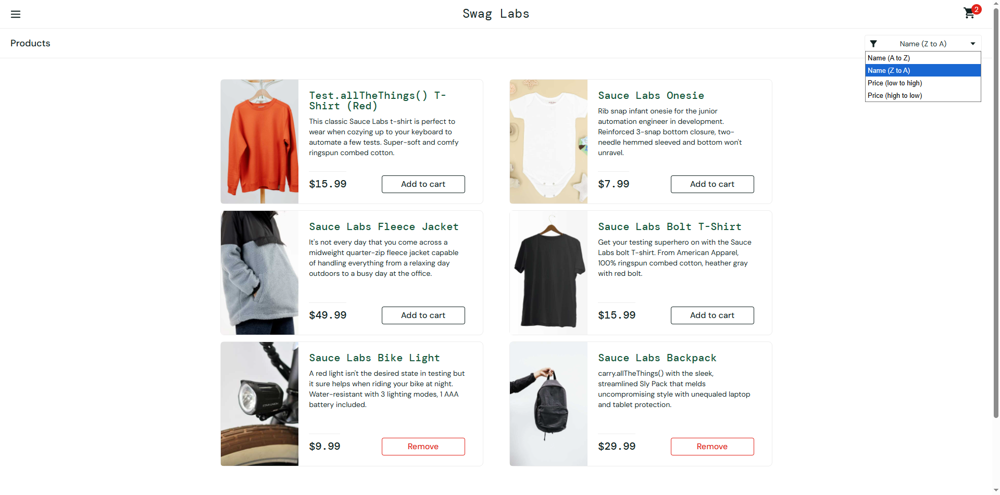 Swag Labs
2
Products
Name (Z to A)
Name (A to Z)
Name (Z to A)
Price (low to high)
Price (high to low)
Test.allTheThings() T-
Shirt (Red)
This classic Sauce Labs t-shirt is perfect to
wear when cozying up to your keyboard to
automate a few tests. Super-soft and comfy
ringspun combed cotton.
$15.99
Add to cart
Sauce Labs Onesie
Rib snap infant onesie for the junior
automation engineer in development.
Reinforced 3-snap bottom closure, two-
needle hemmed sleeved and bottom won't
unravel.
$7.99
Add to cart
Sauce Labs Fleece Jacket
It's not every day that you come across a
midweight quarter-zip fleece jacket capable
of handling everything from a relaxing day
outdoors to a busy day at the office.
$49.99
Add to cart
Sauce Labs Bolt T-Shirt
Get your testing superhero on with the Sauce
Labs bolt T-shirt. From American Apparel,
100% ringspun combed cotton, heather gray
with red bolt.
$15.99
Add to cart
Sauce Labs Bike Light
A red light isn't the desired state in testing but
it sure helps when riding your bike at night.
Water-resistant with 3 lighting modes, 1 AAA
battery included.
STAR UNION
$9.99
Remove
Sauce Labs Backpack
carry.allTheThings() with the sleek,
streamlined Sly Pack that melds
uncompromising style with unequaled laptop
and tablet protection.
$29.99
Remove